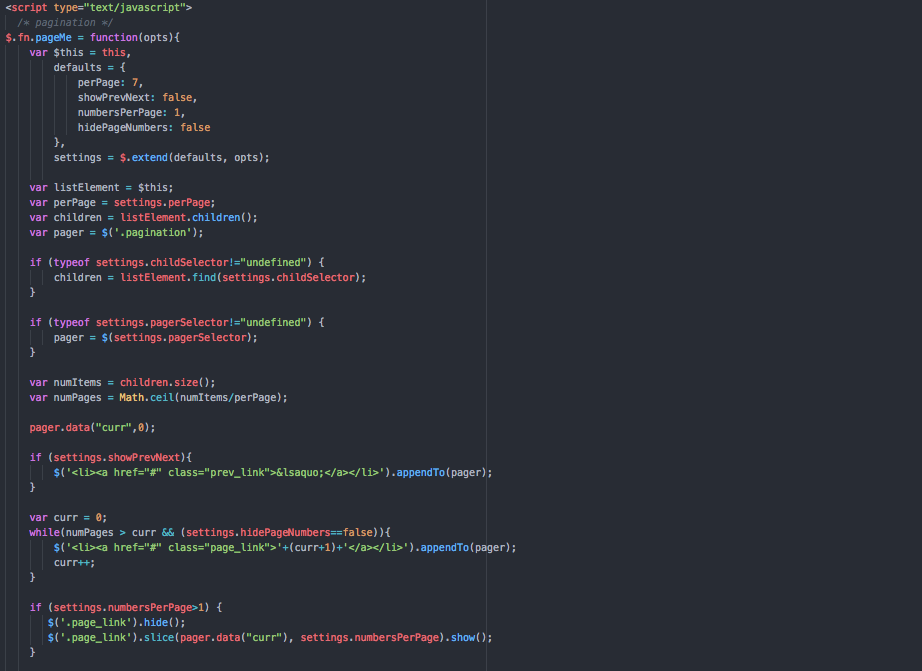 <script type="text/javascript">
/* pagination */
$.fn.pageMe = function(opts){
var $this = this,
defaults = {
perPage: 7,
showPrevNext: false,
numbersPerPage: 1,
hidePageNumbers: false
},
settings = $.extend(defaults, opts);
var listElement = $this;
var perPage = settings.perPage;
var children = listElement.children();
var pager = $('.pagination');
if (typeof settings.childSelector!="undefined") {
children = listElement.find(settings.childSelector);
}
if (typeof settings.pagerSelector!="undefined") {
pager = $(settings.pagerSelector);
}
var numItems = children.size();
var numPages = Math.ceil(numItems/perPage);
pager.data("curr",0);
if (settings.showPrevNext){
$('<li><a href="#" class="prev_link">&lsaquo;</a></li>').appendTo(pager);
}
var curr = 0;
while(numPages > curr && (settings.hidePageNumbers==false)){
$('<li><a href="#" class="page_link">'+(curr+1)+'</a></li>').appendTo(pager);
curr++;
}
if (settings.numbersPerPage>1) {
$('.page_link').hide();
$('.page_link').slice(pager.data("curr"), settings.numbersPerPage).show();
}